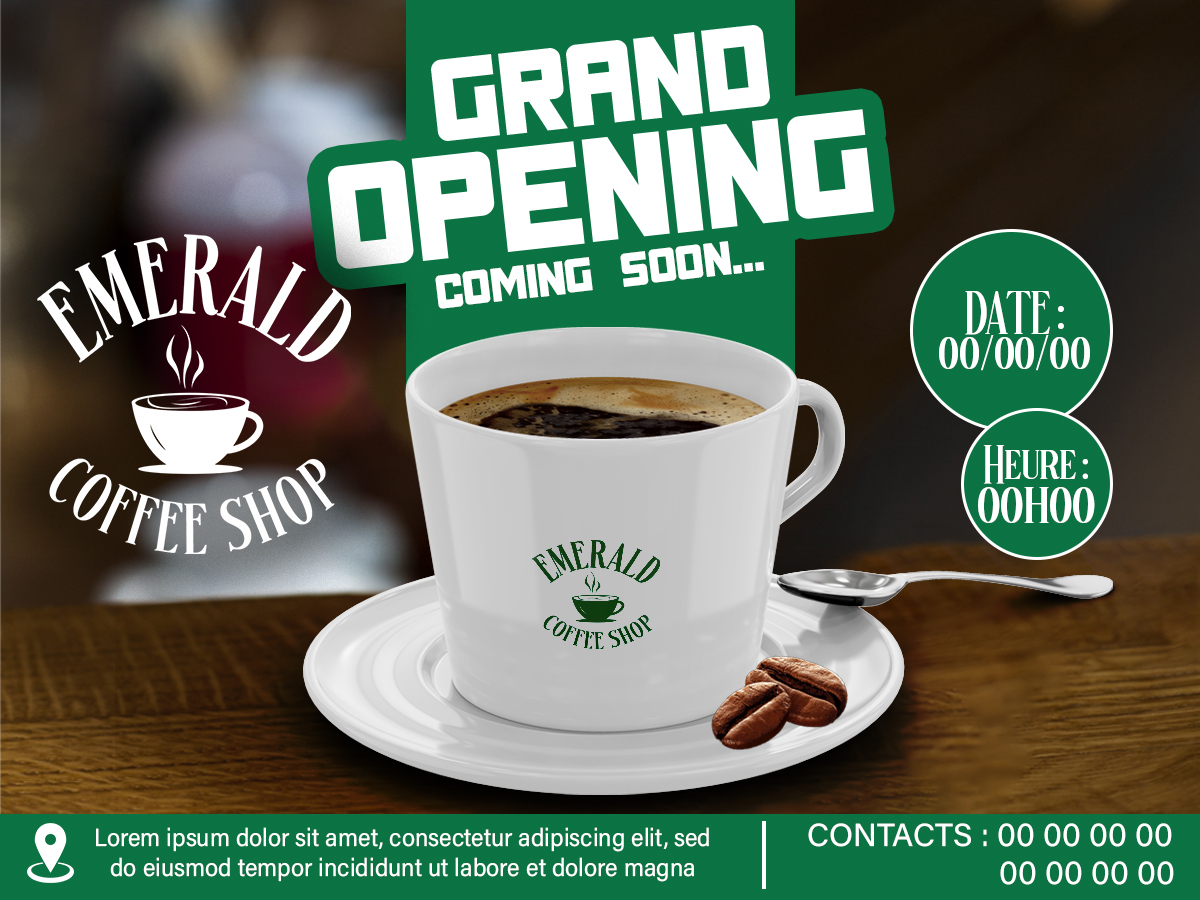 GRAND
OPENING
COMING SOON...
EMERALD
COFFEE SHOP
DATE :
00/00/00
HEURE :
00H00
EMERALD
COFFEE SHOP
Lorem ipsum dolor sit amet, consectetur adipiscing elit, sed
do eiusmod tempor incididunt ut labore et dolore magna
CONTACTS : 00 00 00 00
00 00 00 00